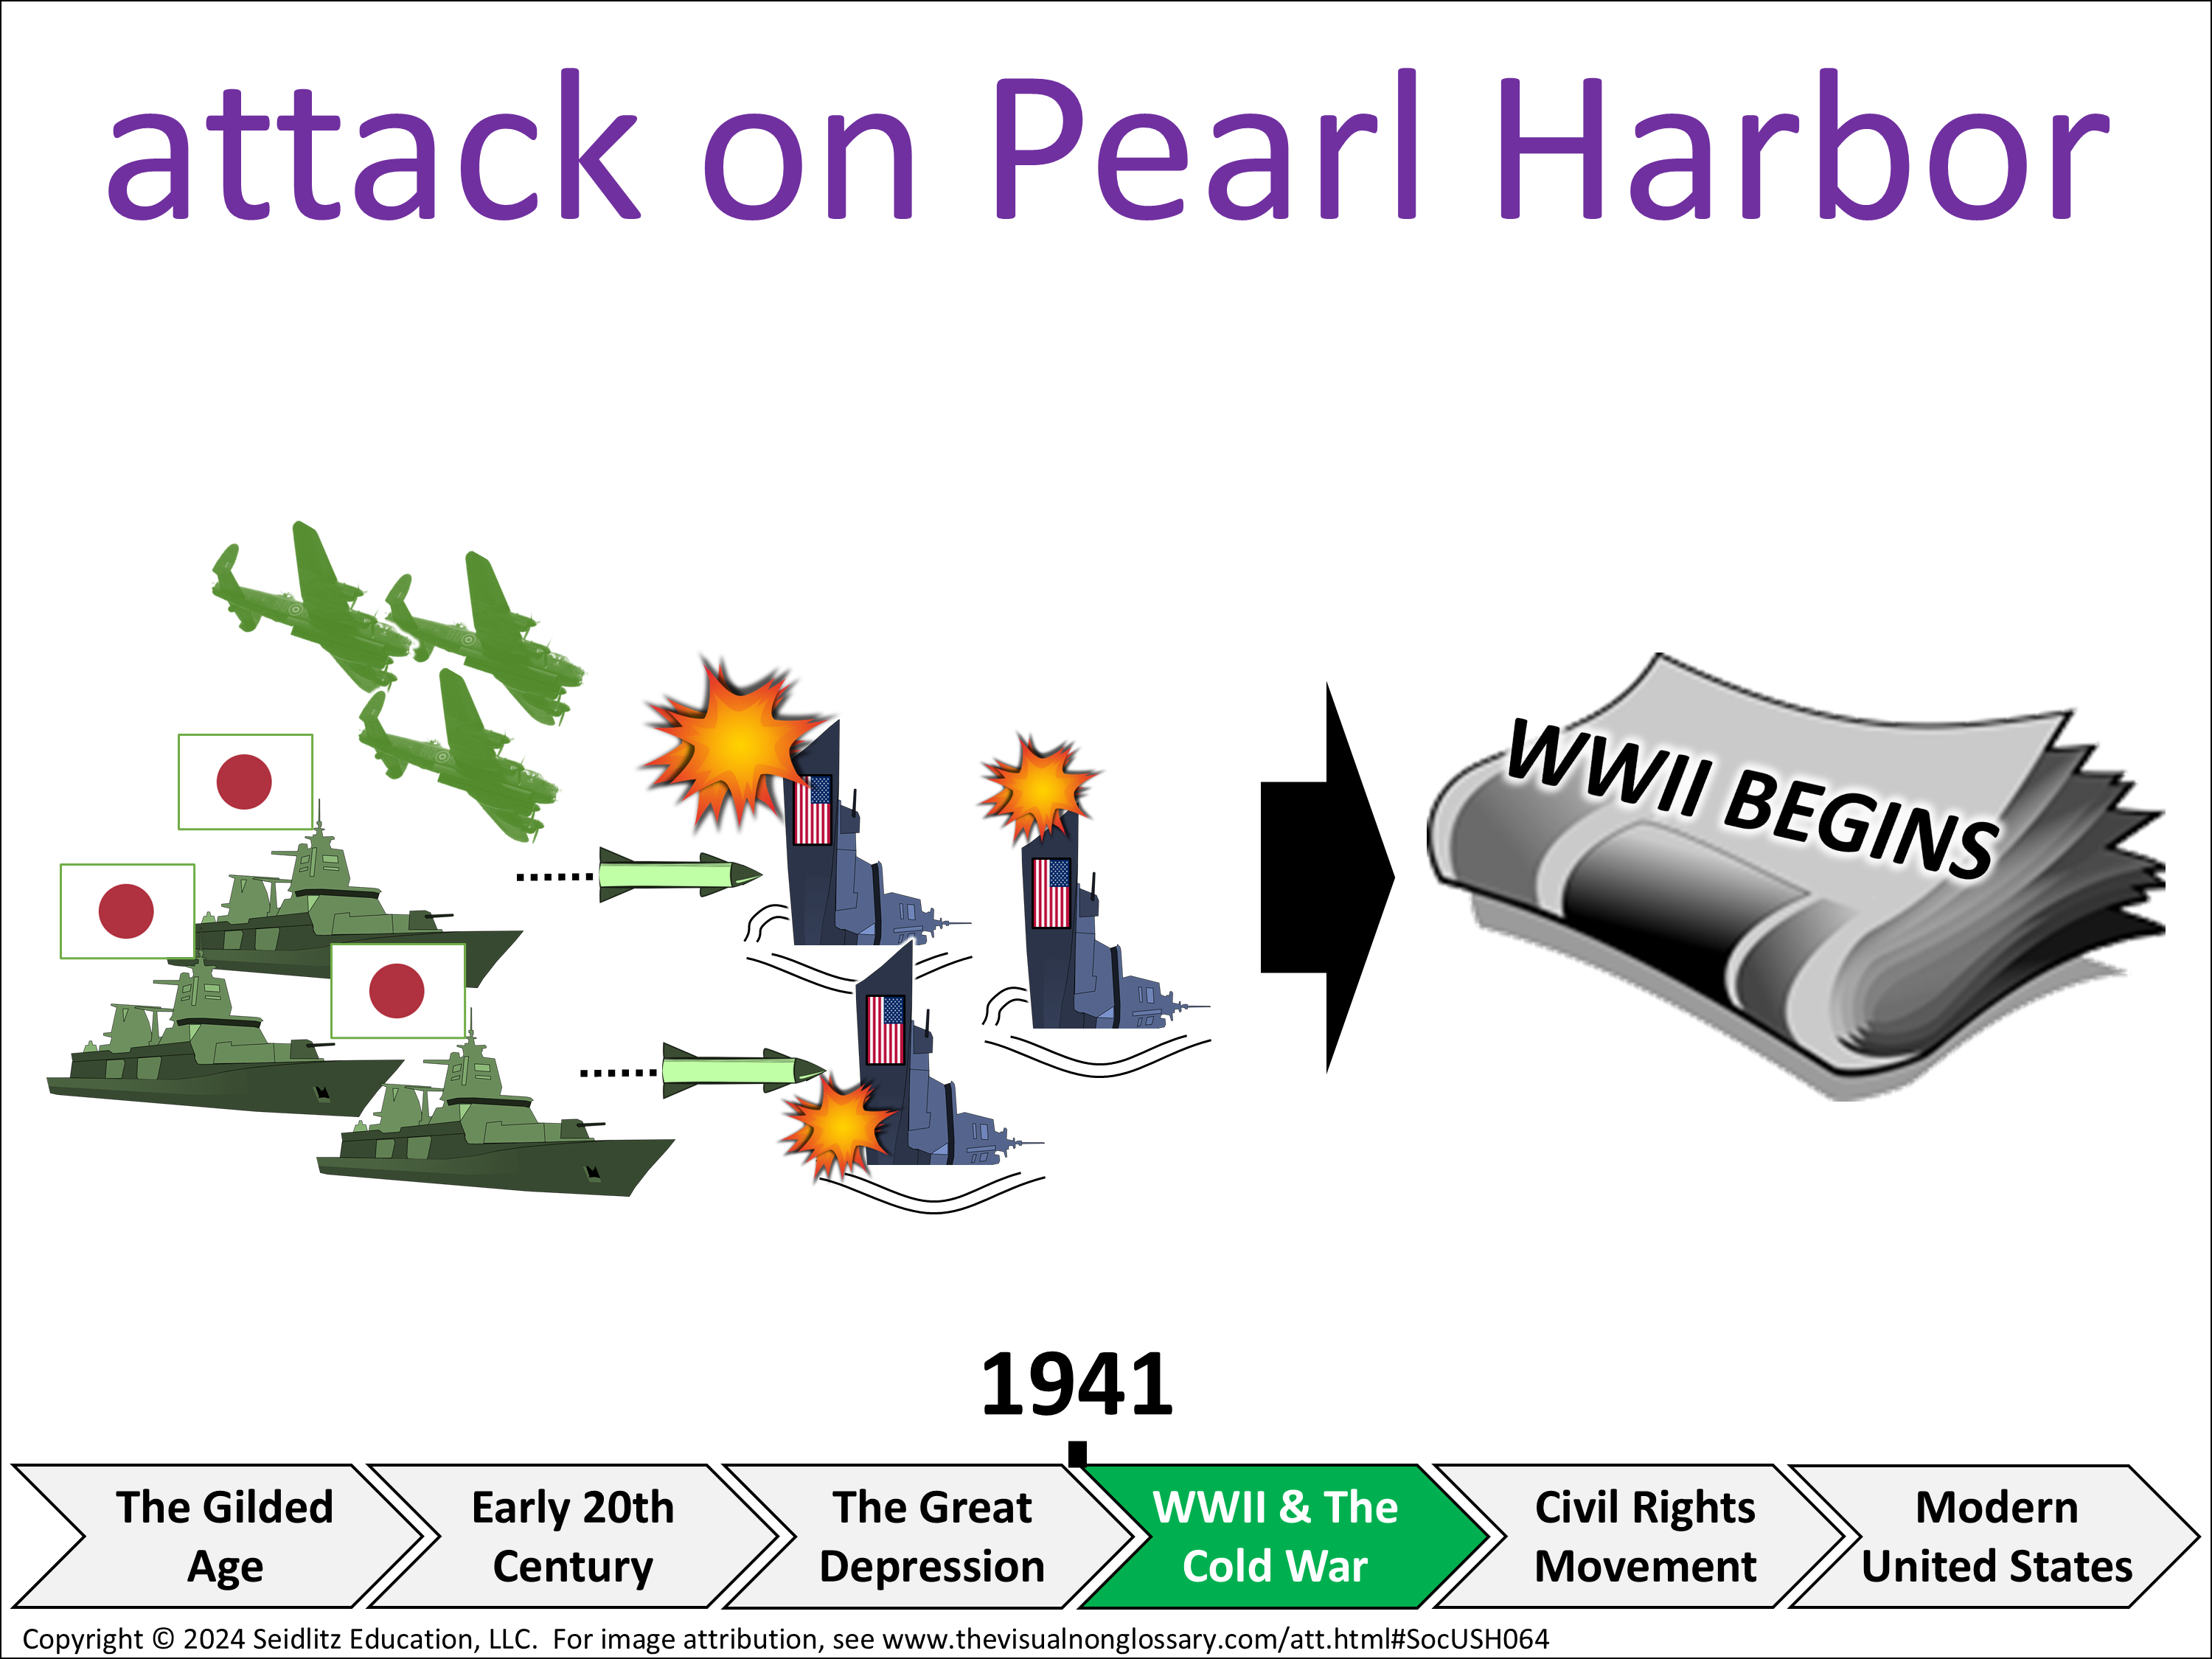 attack on Pearl Harbor
WWII BEGINS
1941
The Gilded
Age
Early 20th
Century
The Great
Depression
WWII & The
Cold War
Civil Rights
Movement
Modern
United States
Copyright © 2024 Seidlitz Education, LLC.  For image attribution, see www.thevisualnonglossary.com/att.html#SocUSH064